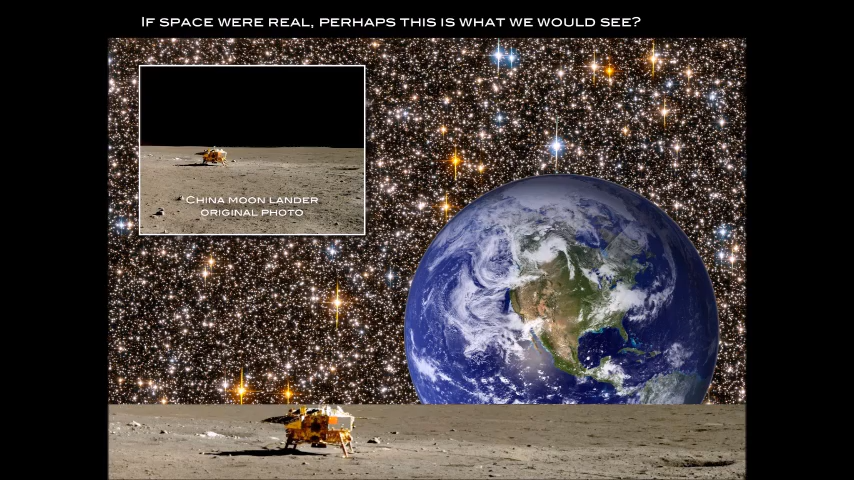 If space were real, perhaps this is what we would see?
*China moon lander
original photo